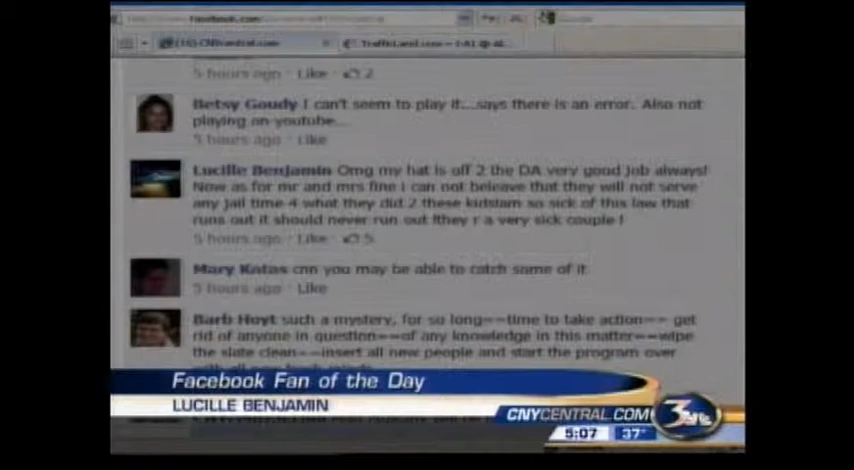 facebook.com
Google
CNYcentral.com
5 hours ago · Like · 2
Betsy Goudy I can't seem to play it...says there is an error. Also not
playing on youtube...
5 hours ago · Like
Lucille Benjamin Omg my hat is off 2 the DA very good job always!
Now as for mr and mrs fine i can not beleave that they will not serve
any jail time 4 what they did 2 these kidsIam so sick of this law that
runs out it should never run out !they r a very sick couple !
5 hours ago · Like · 5
Mary Katas cnn you may be able to catch some of it
5 hours ago · Like
Barb Hoyt such a mystery, for so long~~time to take action~~ get
rid of anyone in question~~of any knowledge in this matter~~wipe
the slate clean~~insert all new people and start the program over
Facebook Fan of the Day
LUCILLE BENJAMIN
CNYCENTRAL.COM
3
5:07 37°